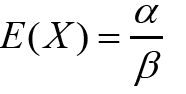 E(X) = α/β